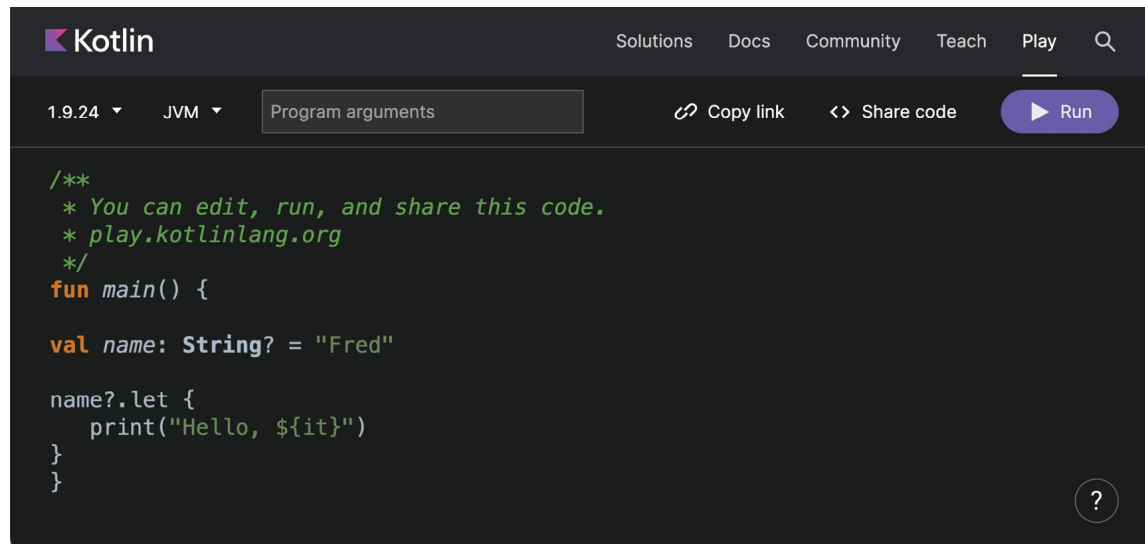 Kotlin Solutions Docs Community Teach Play
1.9.24 JVM Program arguments Copy link <> Share code Run
/**
 * You can edit, run, and share this code.
 * play.kotlinlang.org
 */
fun main() {
val name: String? = "Fred"
name?.let {
   print("Hello, ${it}")
}
}
?